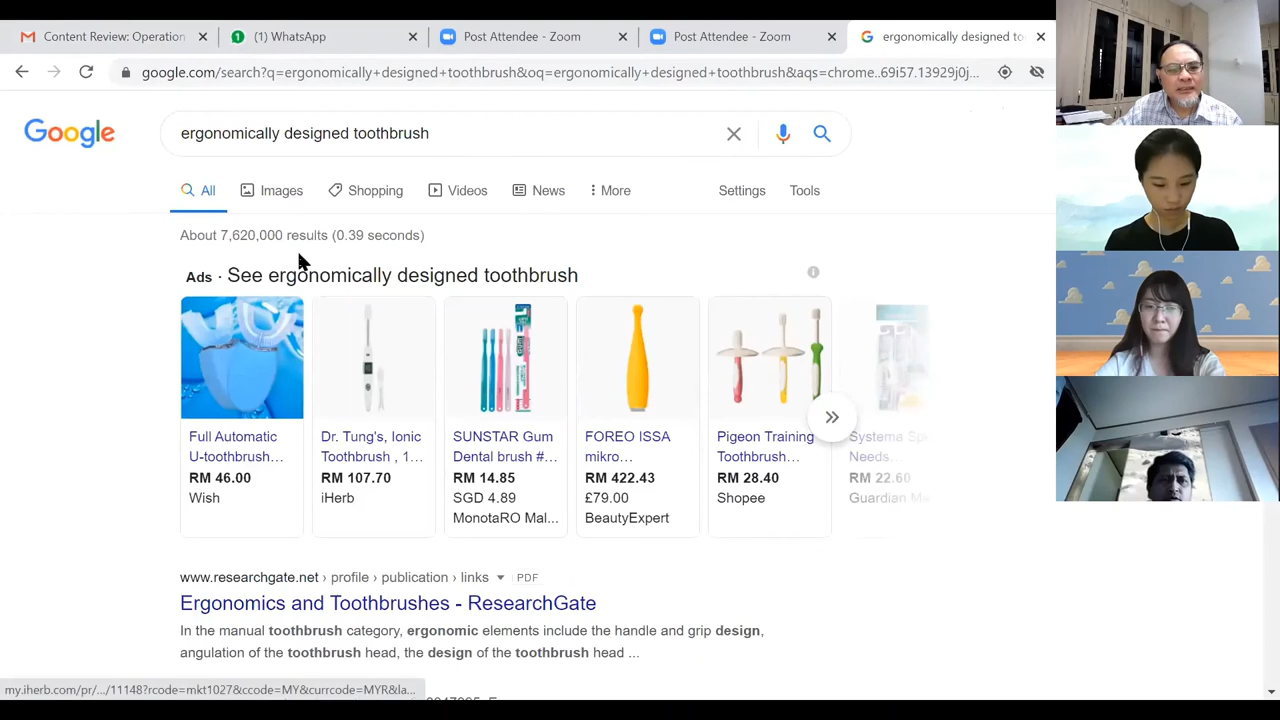 Content Review: Operation
(1) WhatsApp
Post Attendee - Zoom
Post Attendee - Zoom
ergonomically designed to
google.com/search?q=ergonomically+designed+toothbrush&oq=ergonomically+designed+toothbrush&aqs=chrome..69i57.13929j0j...
Google
ergonomically designed toothbrush
All
Images
Shopping
Videos
News
More
Settings
Tools
About 7,620,000 results (0.39 seconds)
Ads · See ergonomically designed toothbrush
Full Automatic
U-toothbrush...
RM 46.00
Wish
Dr. Tung's, Ionic
Toothbrush , 1...
RM 107.70
iHerb
SUNSTAR Gum
Dental brush #...
RM 14.85
SGD 4.89
MonotaRO Mal...
FOREO ISSA
mikro...
RM 422.43
£79.00
BeautyExpert
Pigeon Training
Toothbrush...
RM 28.40
Shopee
Systema Sp
Needs...
RM 22.60
Guardian Ma
www.researchgate.net › profile › publication › links PDF
Ergonomics and Toothbrushes - ResearchGate
In the manual toothbrush category, ergonomic elements include the handle and grip design,
angulation of the toothbrush head, the design of the toothbrush head ...
my.iherb.com/pr/.../11148?rcode=mkt1027&ccode=MY&currcode=MYR&la...